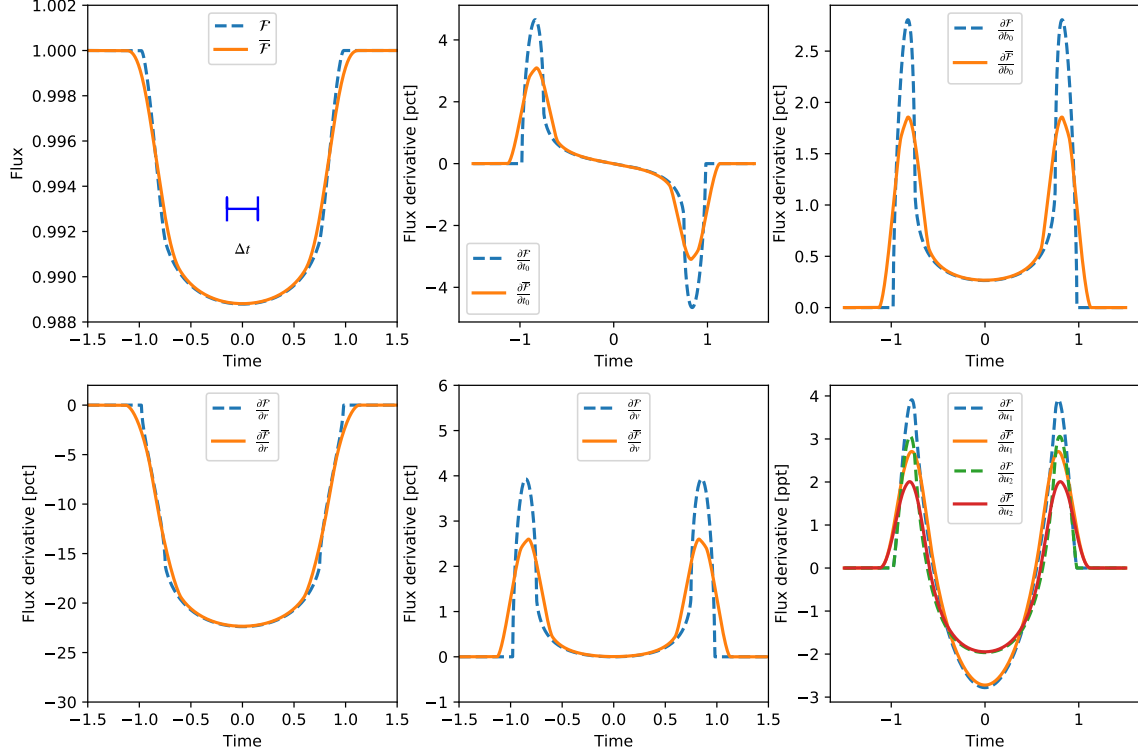 1.002
1.000
0.998
0.996
0.994
0.992
0.990
0.988
Flux
ℱ
ℱ̅
Δt
−1.5 −1.0 −0.5 0.0 0.5 1.0 1.5
Time
4
2
0
−2
−4
Flux derivative [pct]
∂ℱ/∂t₀
∂ℱ̅/∂t₀
−1 0 1
Time
2.5
2.0
1.5
1.0
0.5
0.0
Flux derivative [pct]
∂ℱ/∂b₀
∂ℱ̅/∂b₀
−1 0 1
Time
0
−5
−10
−15
−20
−25
−30
Flux derivative [pct]
∂ℱ/∂r
∂ℱ̅/∂r
−1.5 −1.0 −0.5 0.0 0.5 1.0 1.5
Time
6
5
4
3
2
1
0
−1
Flux derivative [pct]
∂ℱ/∂v
∂ℱ̅/∂v
−1.5 −1.0 −0.5 0.0 0.5 1.0 1.5
Time
4
3
2
1
0
−1
−2
−3
Flux derivative [ppt]
∂ℱ/∂u₁
∂ℱ̅/∂u₁
∂ℱ/∂u₂
∂ℱ̅/∂u₂
−1 0 1
Time